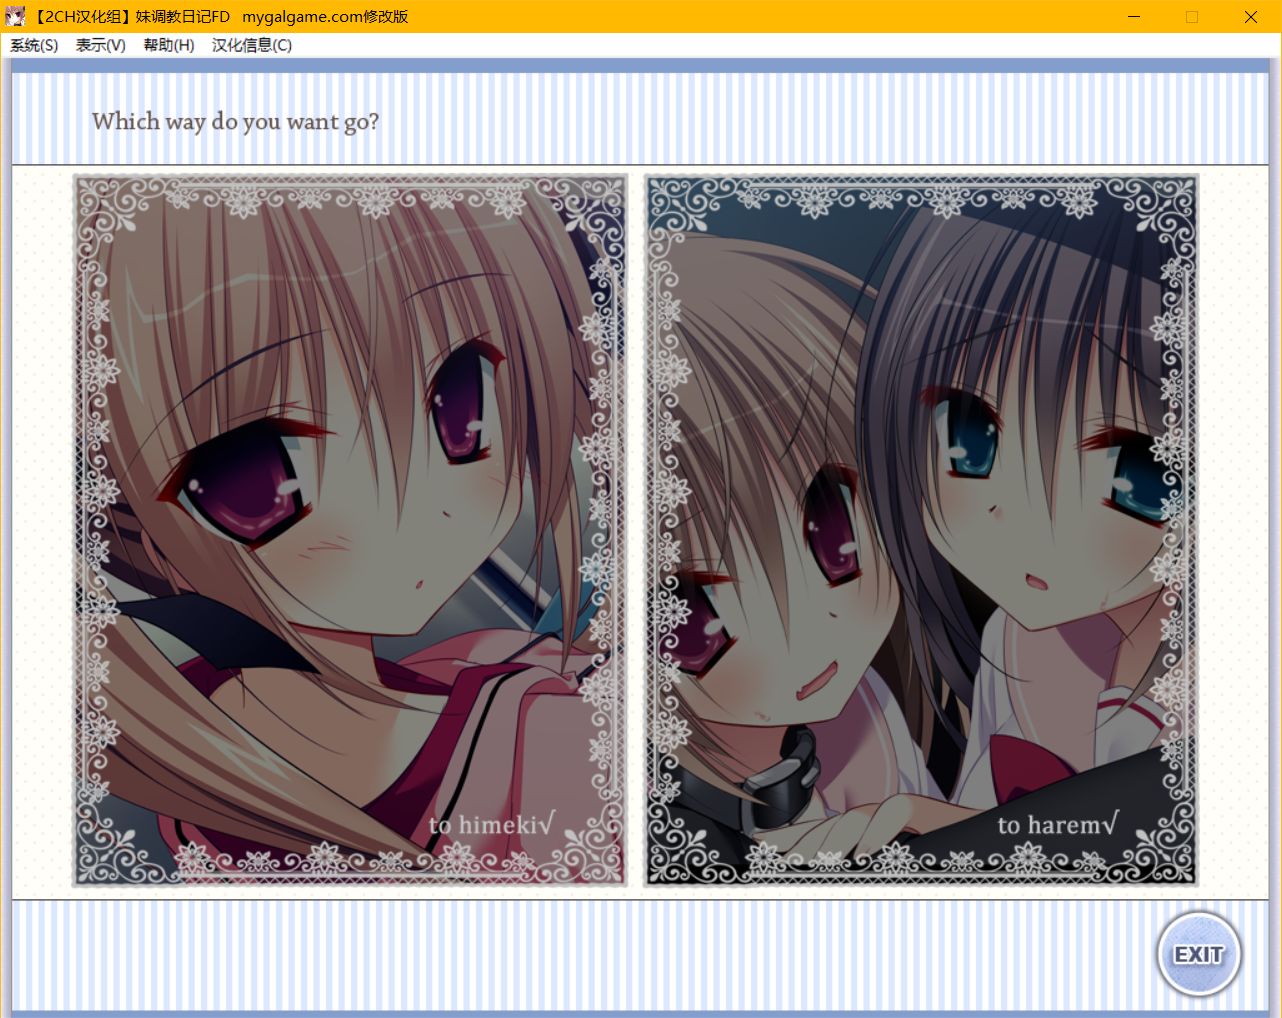 【2CH汉化组】妹调教日记FD mygalgame.com修改版
系统(S) 表示(V) 帮助(H) 汉化信息(C)
Which way do you want go?
to himeki√
to harem√
EXIT